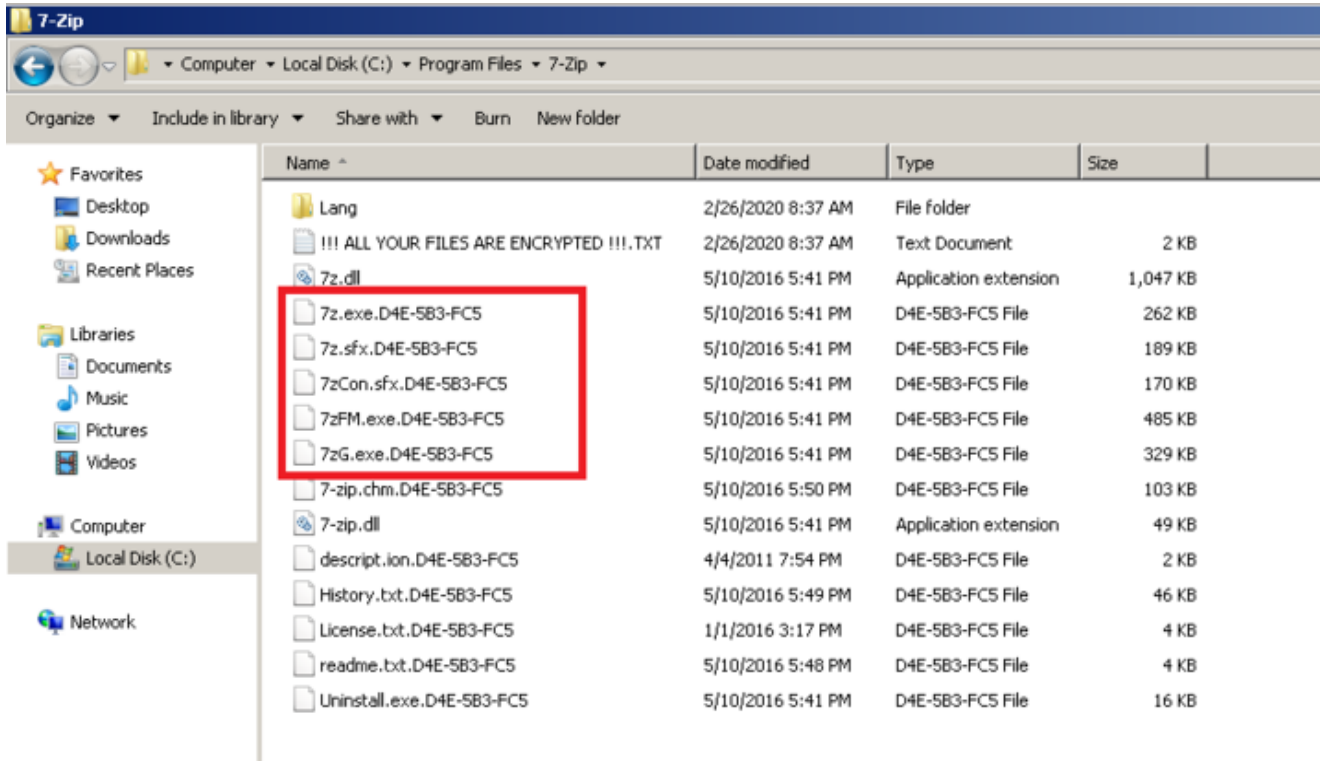 7-Zip
Computer Local Disk (C:) Program Files 7-Zip
Organize Include in library Share with Burn New folder
Favorites
Desktop
Downloads
Recent Places
Libraries
Documents
Music
Pictures
Videos
Computer
Local Disk (C:)
Network
Name Date modified Type Size
Lang 2/26/2020 8:37 AM File folder
!!! ALL YOUR FILES ARE ENCRYPTED !!!.TXT 2/26/2020 8:37 AM Text Document 2 KB
7z.dll 5/10/2016 5:41 PM Application extension 1,047 KB
7z.exe.D4E-5B3-FC5 5/10/2016 5:41 PM D4E-5B3-FC5 File 262 KB
7z.sfx.D4E-5B3-FC5 5/10/2016 5:41 PM D4E-5B3-FC5 File 189 KB
7zCon.sfx.D4E-5B3-FC5 5/10/2016 5:41 PM D4E-5B3-FC5 File 170 KB
7zFM.exe.D4E-5B3-FC5 5/10/2016 5:41 PM D4E-5B3-FC5 File 485 KB
7zG.exe.D4E-5B3-FC5 5/10/2016 5:41 PM D4E-5B3-FC5 File 329 KB
7-zip.chm.D4E-5B3-FC5 5/10/2016 5:50 PM D4E-5B3-FC5 File 103 KB
7-zip.dll 5/10/2016 5:41 PM Application extension 49 KB
descript.ion.D4E-5B3-FC5 4/4/2011 7:54 PM D4E-5B3-FC5 File 2 KB
History.txt.D4E-5B3-FC5 5/10/2016 5:49 PM D4E-5B3-FC5 File 46 KB
License.txt.D4E-5B3-FC5 1/1/2016 3:17 PM D4E-5B3-FC5 File 4 KB
readme.txt.D4E-5B3-FC5 5/10/2016 5:48 PM D4E-5B3-FC5 File 4 KB
Uninstall.exe.D4E-5B3-FC5 5/10/2016 5:41 PM D4E-5B3-FC5 File 16 KB